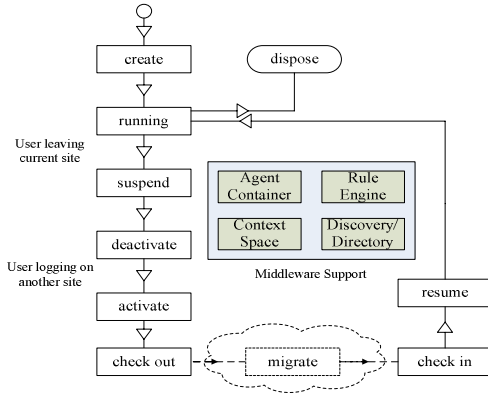 create
dispose
running
User leaving
current site
suspend
Agent
Container
Rule
Engine
Context
Space
Discovery/
Directory
deactivate
Middleware Support
User logging on
another site
activate
resume
check out
migrate
check in